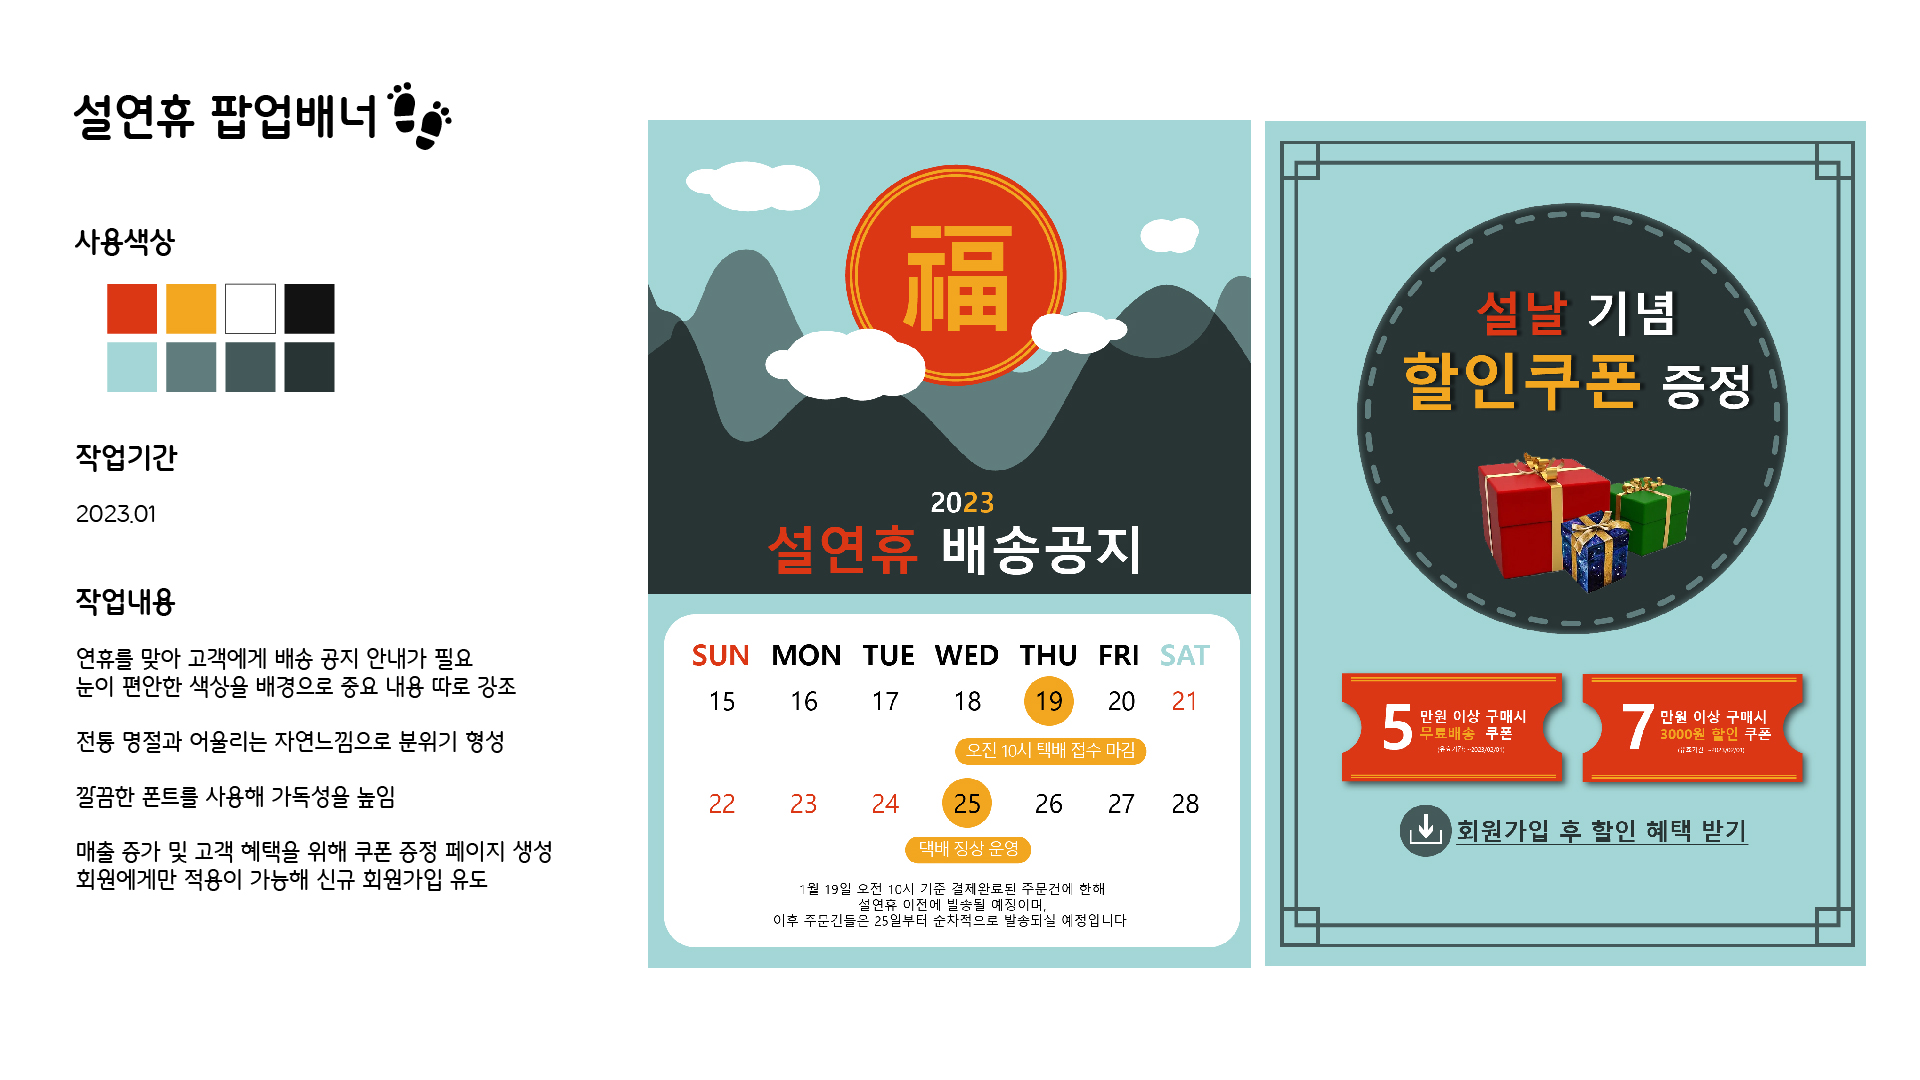 설연휴 팝업배너
사용색상
작업기간
2023.01
작업내용
연휴를 맞아 고객에게 배송 공지 안내가 필요
눈이 편안한 색상을 배경으로 중요 내용 따로 강조
전통 명절과 어울리는 자연느낌으로 분위기 형성
깔끔한 폰트를 사용해 가독성을 높임
매출 증가 및 고객 혜택을 위해 쿠폰 증정 페이지 생성
회원에게만 적용이 가능해 신규 회원가입 유도
福
2023
설연휴 배송공지
SUN MON TUE WED THU FRI SAT
15 16 17 18 19 20 21
오전 10시 택배 접수 마감
22 23 24 25 26 27 28
택배 정상 운영
1월 19일 오전 10시 기준 결제완료된 주문건에 한해
설연휴 이전에 발송될 예정이며,
이후 주문건들은 25일부터 순차적으로 발송되실 예정입니다
설날 기념
할인쿠폰 증정
5 만원 이상 구매시
무료배송 쿠폰
(유효기간: ~2023/02/01)
7 만원 이상 구매시
3000원 할인 쿠폰
(유효기간: ~2023/02/01)
회원가입 후 할인 혜택 받기